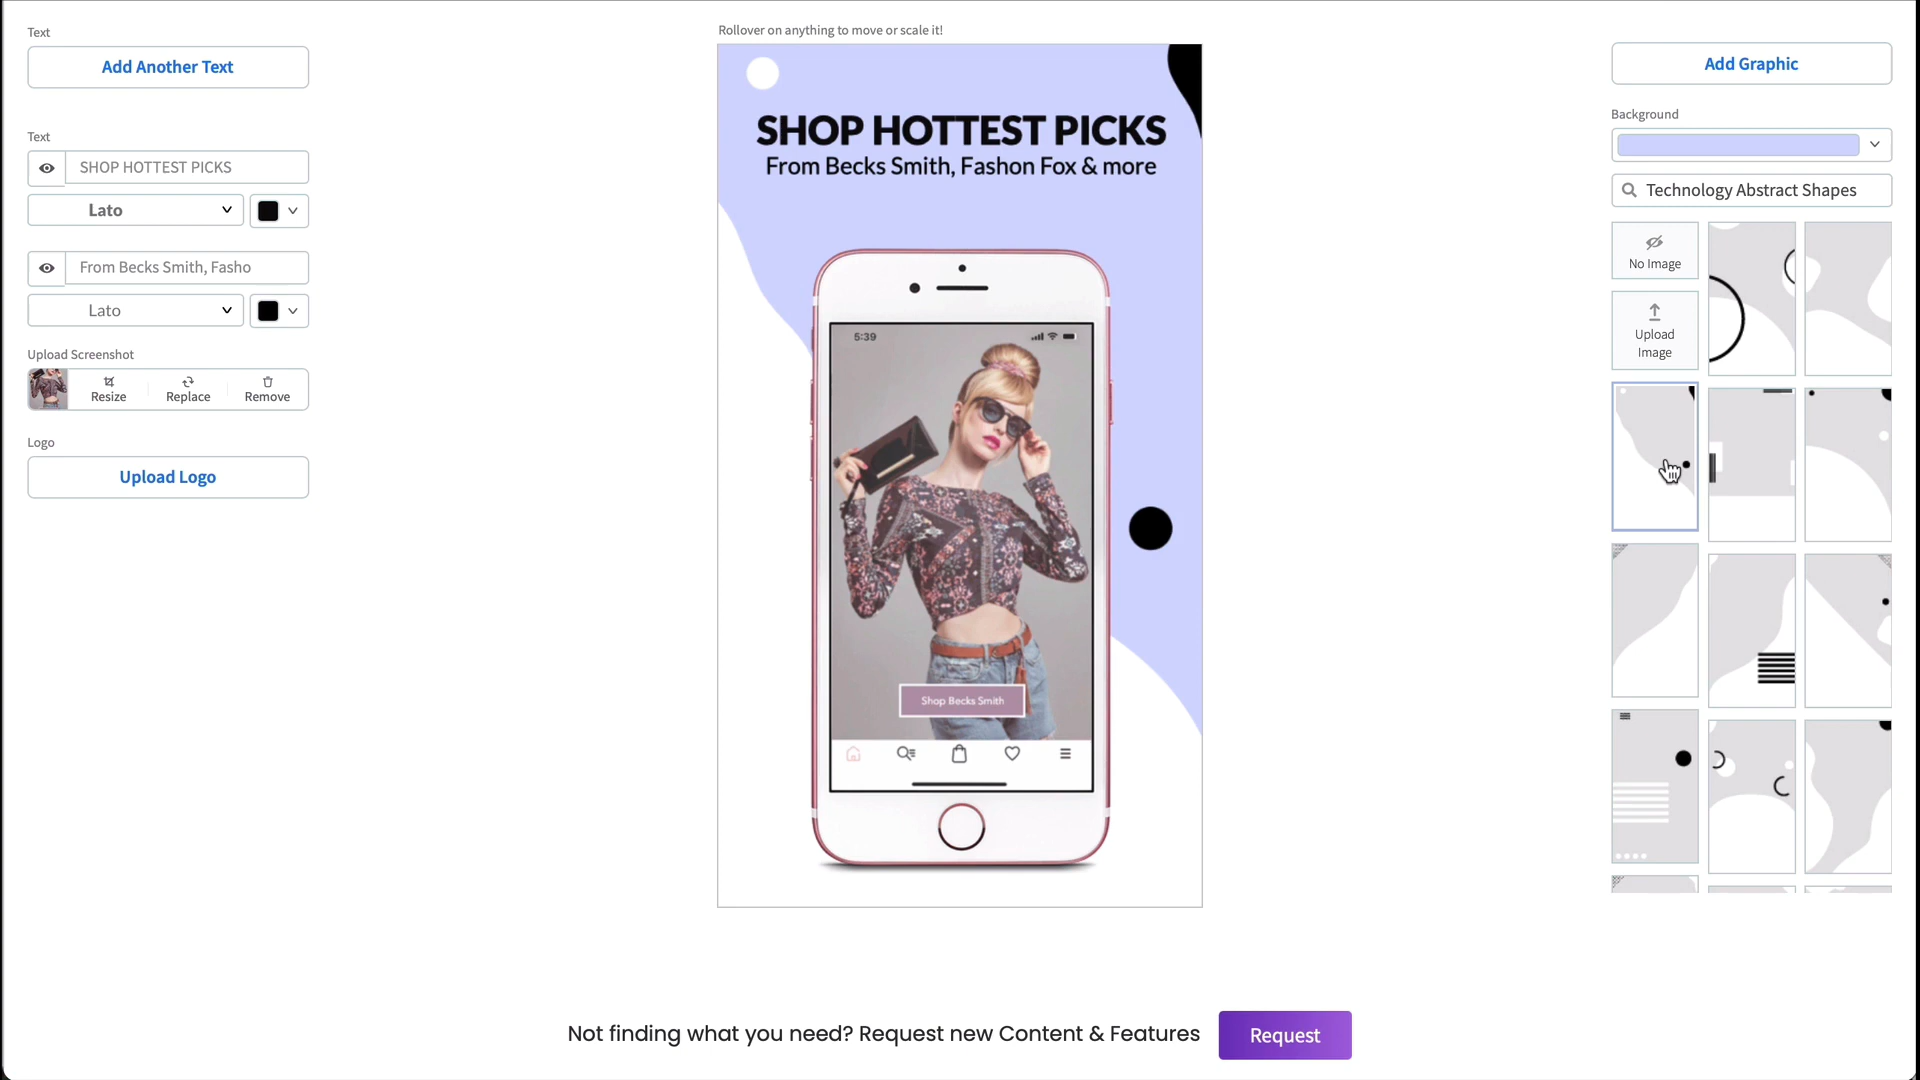 Text
Add Another Text
Text
SHOP HOTTEST PICKS
Lato
From Becks Smith, Fasho
Lato
Upload Screenshot
Resize
Replace
Remove
Logo
Upload Logo
Rollover on anything to move or scale it!
SHOP HOTTEST PICKS
From Becks Smith, Fashon Fox & more
5:39
Shop Becks Smith
Add Graphic
Background
Technology Abstract Shapes
No Image
Upload
Image
Not finding what you need? Request new Content & Features
Request